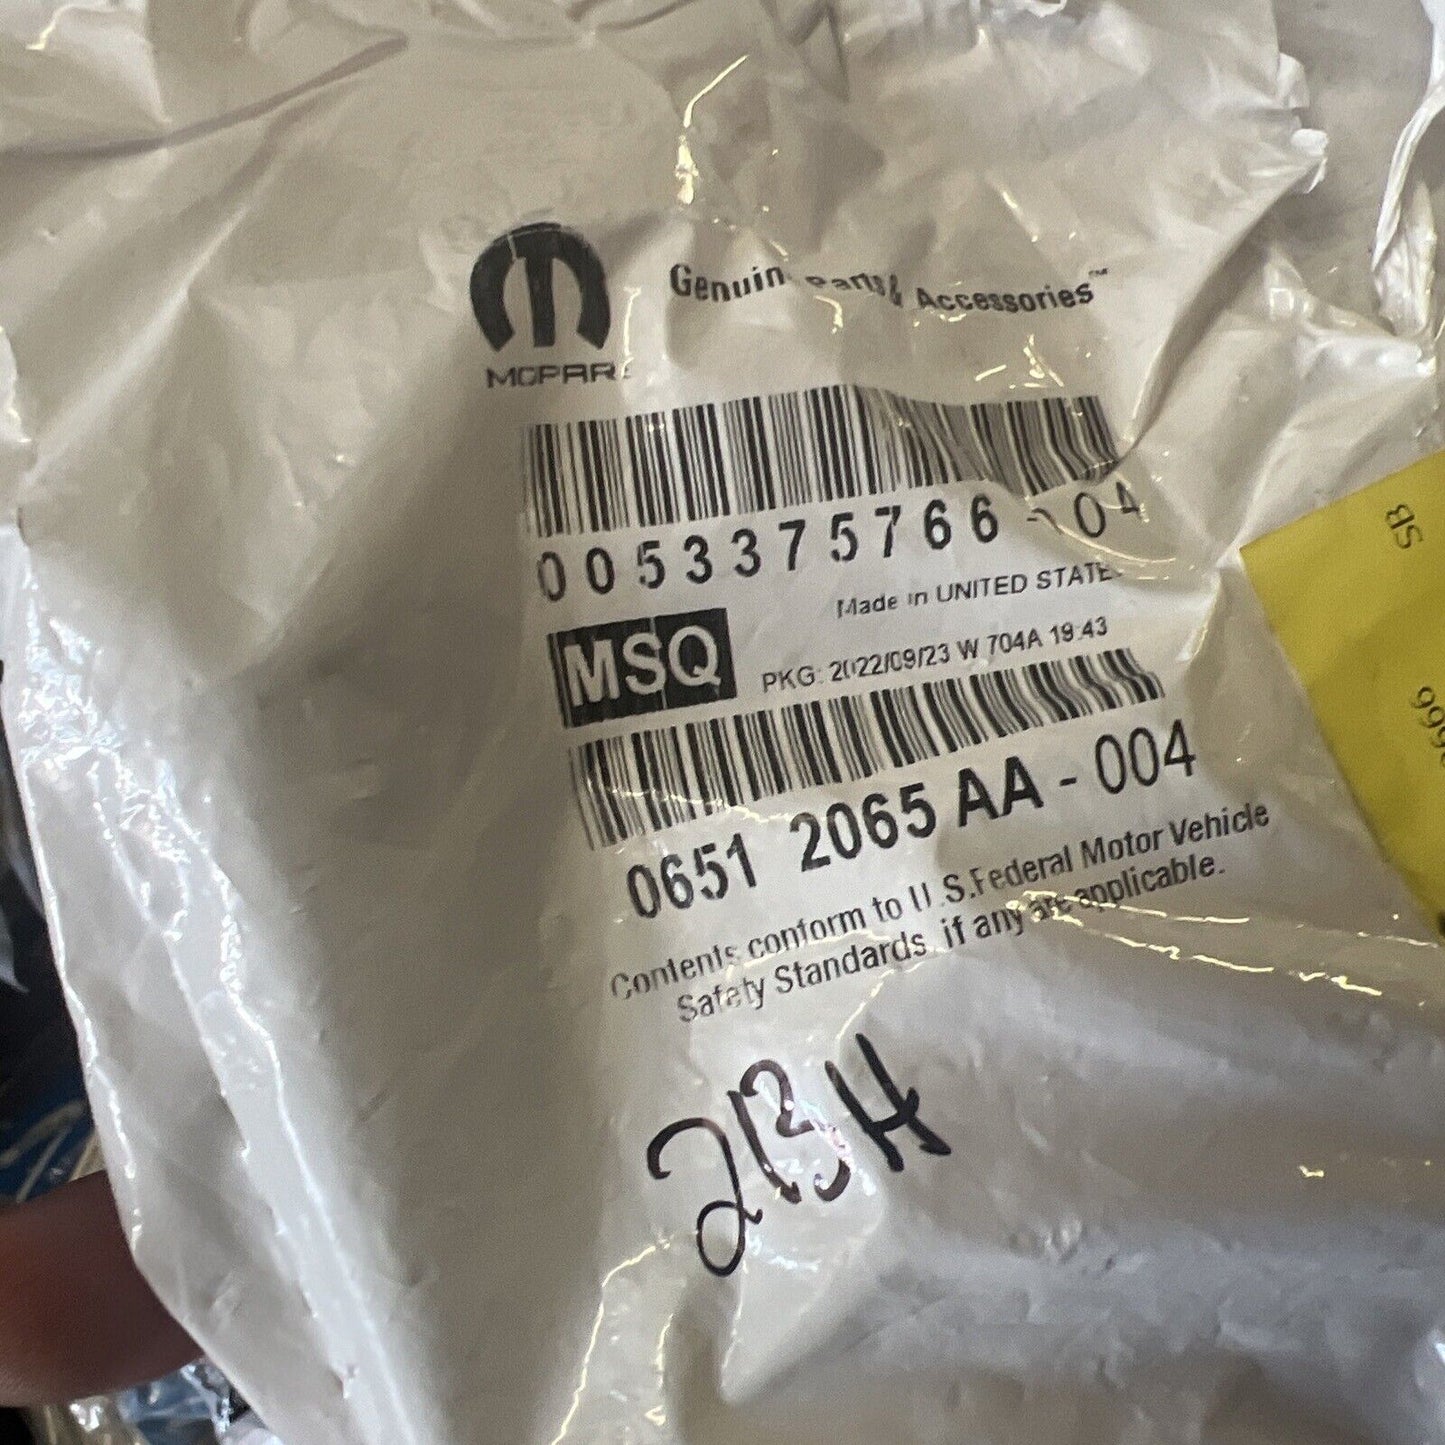 Genuine Parts & Accessories™
MOPAR
0053375766-004
Made in UNITED STATES
MSQ
PKG: 2022/09/23 W 704A 19:43
0651 2065 AA - 004
Contents conform to U.S. Federal Motor Vehicle
Safety Standards, if any are applicable.
213H
SB